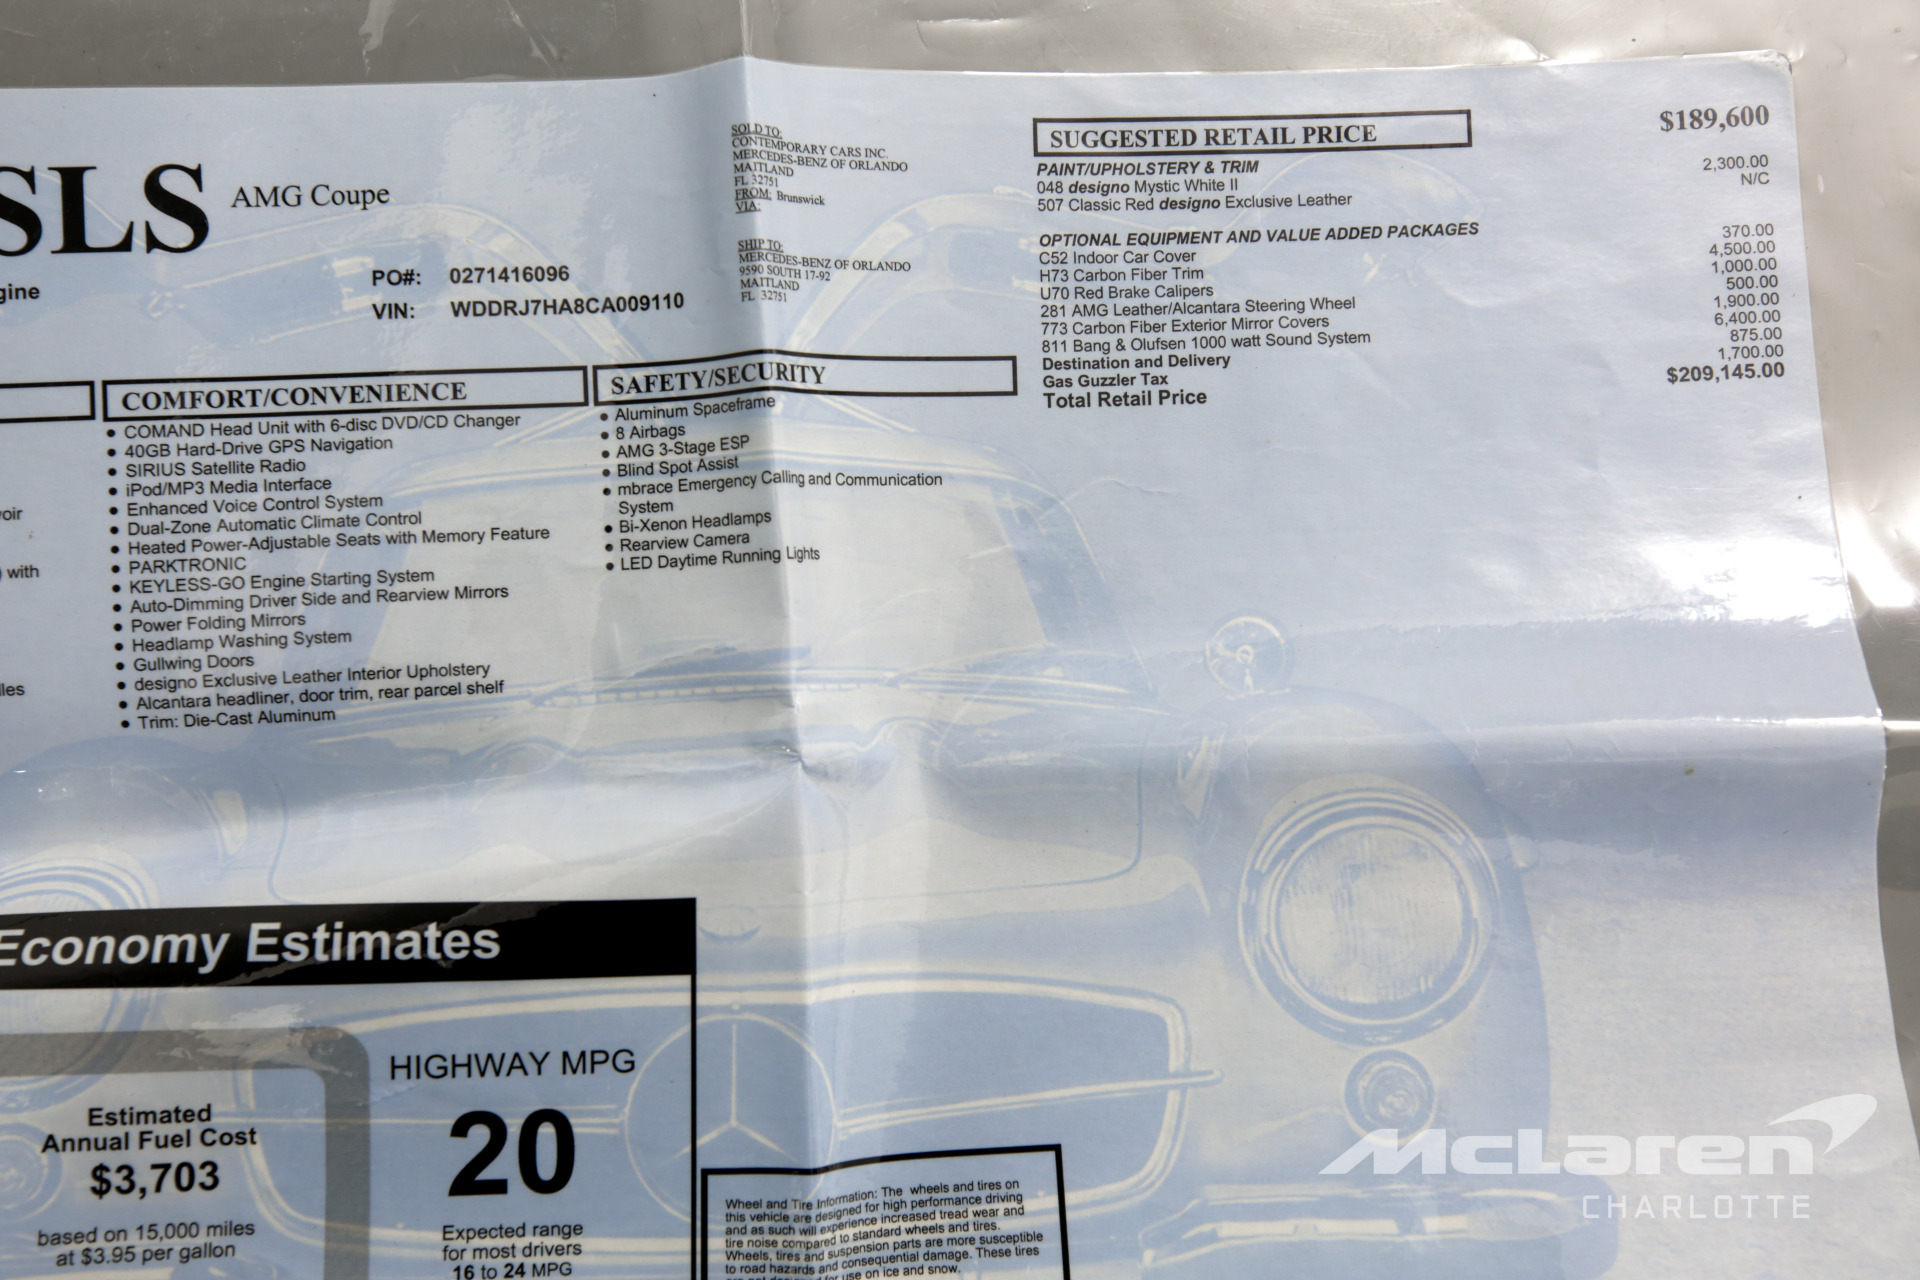 SLS AMG Coupe
gine
PO#: 0271416096
VIN: WDDRJ7HA8CA009110
SOLD TO:
CONTEMPORARY CARS INC.
MERCEDES-BENZ OF ORLANDO
MAITLAND
FL 32751
FROM: Brunswick
VIA:
SHIP TO:
MERCEDES-BENZ OF ORLANDO
9590 SOUTH 17-92
MAITLAND
FL 32751
SUGGESTED RETAIL PRICE $189,600
PAINT/UPHOLSTERY & TRIM
048 designo Mystic White II 2,300.00
507 Classic Red designo Exclusive Leather N/C
OPTIONAL EQUIPMENT AND VALUE ADDED PACKAGES
C52 Indoor Car Cover 370.00
H73 Carbon Fiber Trim 4,500.00
U70 Red Brake Calipers 1,000.00
281 AMG Leather/Alcantara Steering Wheel 500.00
773 Carbon Fiber Exterior Mirror Covers 1,900.00
811 Bang & Olufsen 1000 watt Sound System 6,400.00
Destination and Delivery 875.00
Gas Guzzler Tax 1,700.00
Total Retail Price $209,145.00
COMFORT/CONVENIENCE
• COMAND Head Unit with 6-disc DVD/CD Changer
• 40GB Hard-Drive GPS Navigation
• SIRIUS Satellite Radio
• iPod/MP3 Media Interface
• Enhanced Voice Control System
• Dual-Zone Automatic Climate Control
• Heated Power-Adjustable Seats with Memory Feature
• PARKTRONIC
• KEYLESS-GO Engine Starting System
• Auto-Dimming Driver Side and Rearview Mirrors
• Power Folding Mirrors
• Headlamp Washing System
• Gullwing Doors
• designo Exclusive Leather Interior Upholstery
• Alcantara headliner, door trim, rear parcel shelf
• Trim: Die-Cast Aluminum
SAFETY/SECURITY
• Aluminum Spaceframe
• 8 Airbags
• AMG 3-Stage ESP
• Blind Spot Assist
• mbrace Emergency Calling and Communication
System
• Bi-Xenon Headlamps
• Rearview Camera
• LED Daytime Running Lights
voir
) with
iles
Economy Estimates
Estimated
Annual Fuel Cost
$3,703
based on 15,000 miles
at $3.95 per gallon
HIGHWAY MPG
20
Expected range
for most drivers
16 to 24 MPG
Wheel and Tire Information: The wheels and tires on
this vehicle are designed for high performance driving
and as such will experience increased tread wear and
tire noise compared to standard wheels and tires.
Wheels, tires and suspension parts are more susceptible
to road hazards and consequential damage. These tires
for use on ice and snow.
McLaren
CHARLOTTE